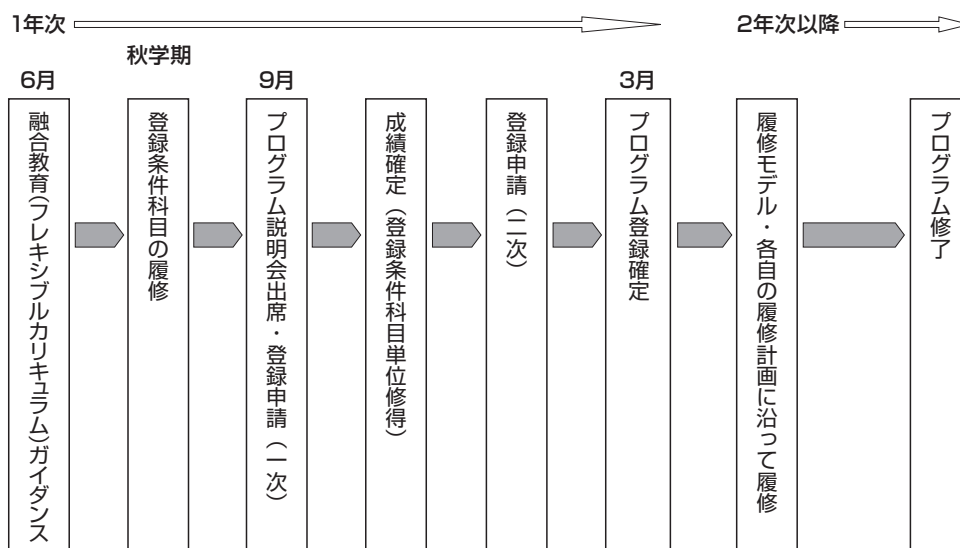 1年次
2年次以降
秋学期
6月
9月
3月
融合教育(フレキシブルカリキュラム)ガイダンス
登録条件科目の履修
プログラム説明会出席・登録申請（一次）
成績確定（登録条件科目単位修得）
登録申請（二次）
プログラム登録確定
履修モデル・各自の履修計画に沿って履修
プログラム修了